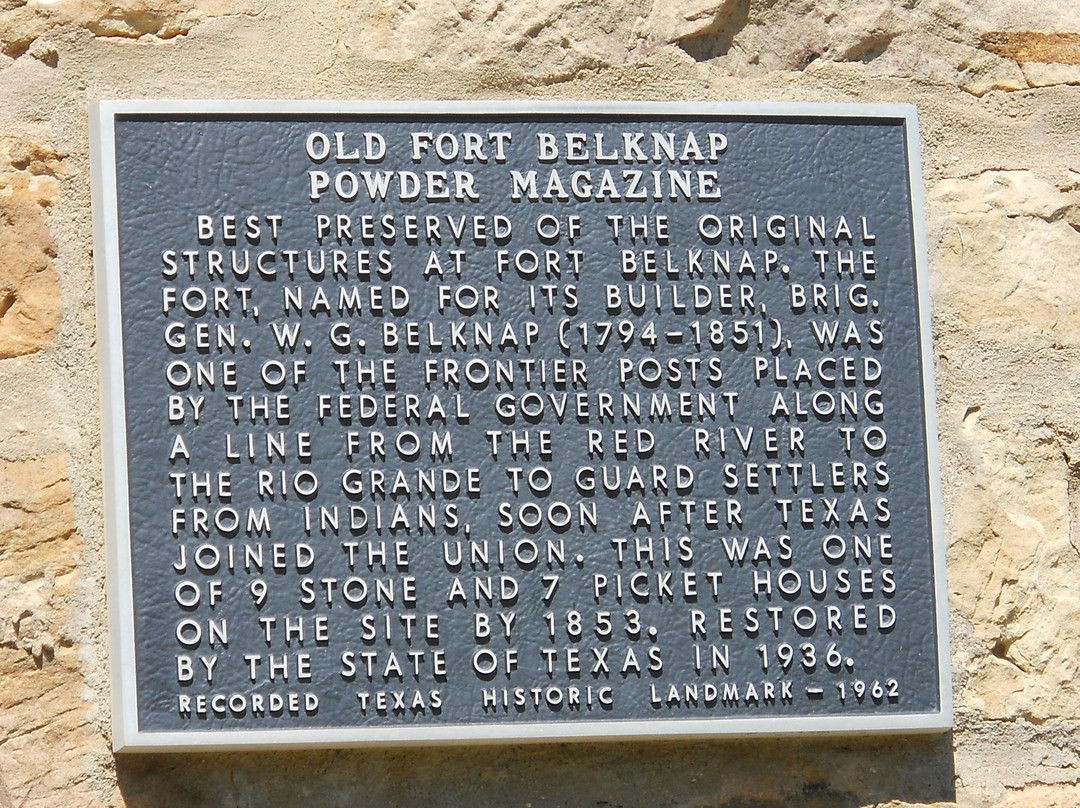 OLD FORT BELKNAP
POWDER MAGAZINE
BEST PRESERVED OF THE ORIGINAL
STRUCTURES AT FORT BELKNAP. THE
FORT, NAMED FOR ITS BUILDER, BRIG.
GEN. W. G. BELKNAP (1794-1851), WAS
ONE OF THE FRONTIER POSTS PLACED
BY THE FEDERAL GOVERNMENT ALONG
A LINE FROM THE RED RIVER TO
THE RIO GRANDE TO GUARD SETTLERS
FROM INDIANS, SOON AFTER TEXAS
JOINED THE UNION. THIS WAS ONE
OF 9 STONE AND 7 PICKET HOUSES
ON THE SITE BY 1853. RESTORED
BY THE STATE OF TEXAS IN 1936.
RECORDED TEXAS HISTORIC LANDMARK – 1962